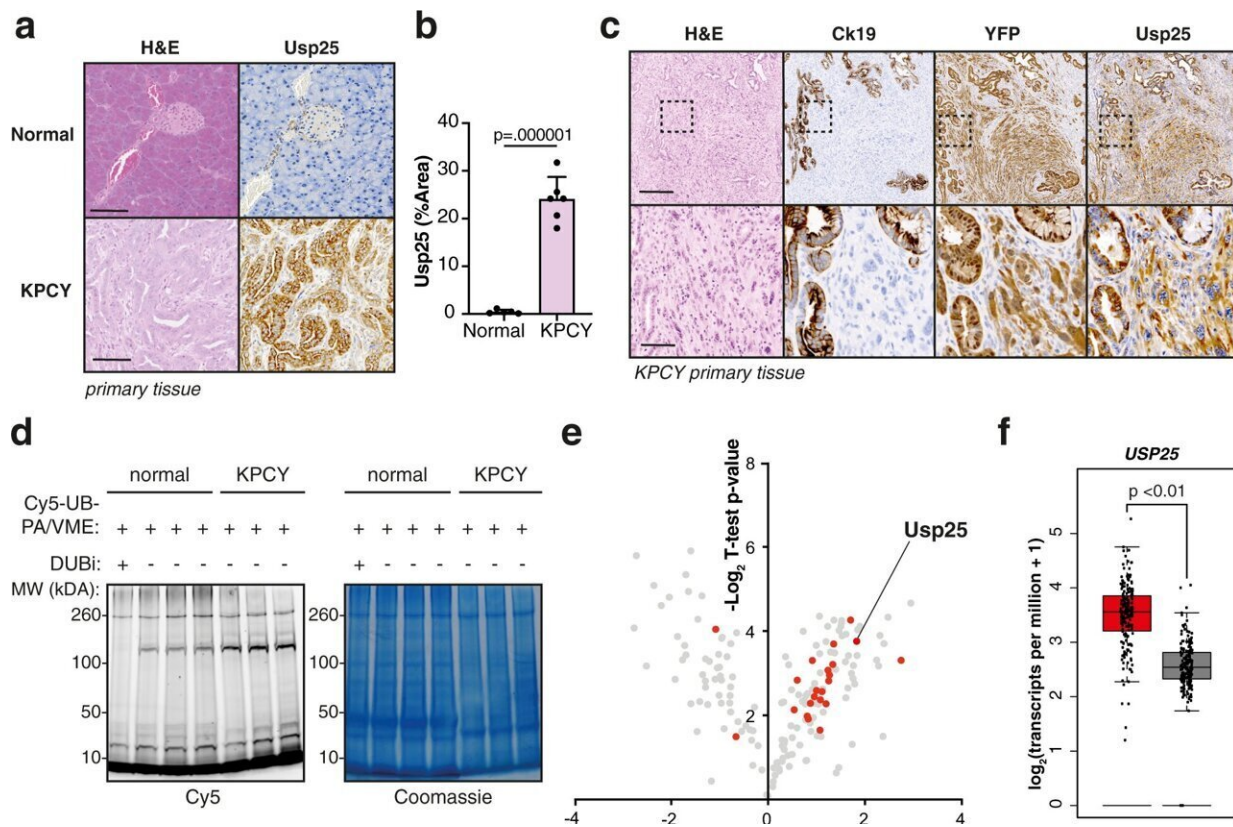 a
H&E Usp25
Normal
KPCY
primary tissue
b
Usp25 (%Area)
40
30
20
10
0
p=.000001
Normal KPCY
c
H&E Ck19 YFP Usp25
KPCY primary tissue
d
normal KPCY normal KPCY
Cy5-UB-
PA/VME: + + + + + + + + + + + + + +
DUBi: + - - - - - - + - - - - - -
MW (kDA):
260 260
100 100
50 50
10 10
Cy5 Coomassie
e
-Log2 T-test p-value
8
6
4
2
Usp25
-4 -2 0 2 4
f
USP25
p <0.01
log2(transcripts per million + 1)
5
4
3
2
1
0